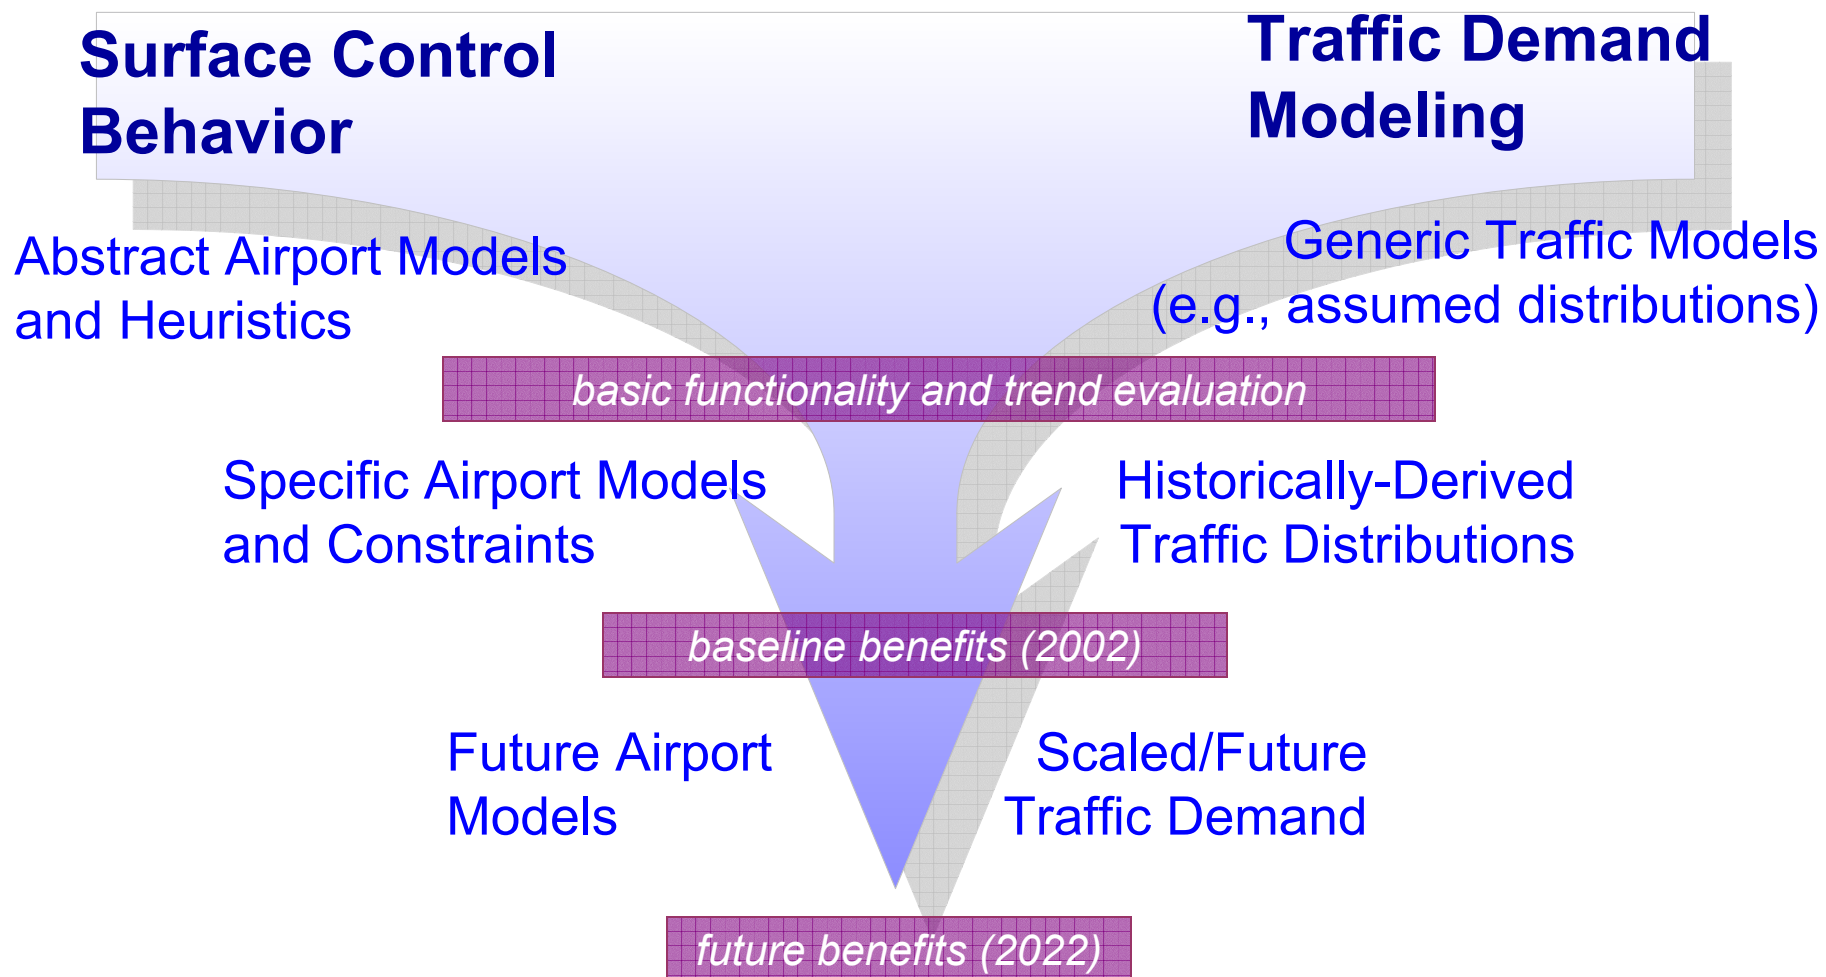 Surface Control
Behavior
Traffic Demand
Modeling
Abstract Airport Models
and Heuristics
Generic Traffic Models
(e.g., assumed distributions)
basic functionality and trend evaluation
Specific Airport Models
and Constraints
Historically-Derived
Traffic Distributions
baseline benefits (2002)
Future Airport
Models
Scaled/Future
Traffic Demand
future benefits (2022)